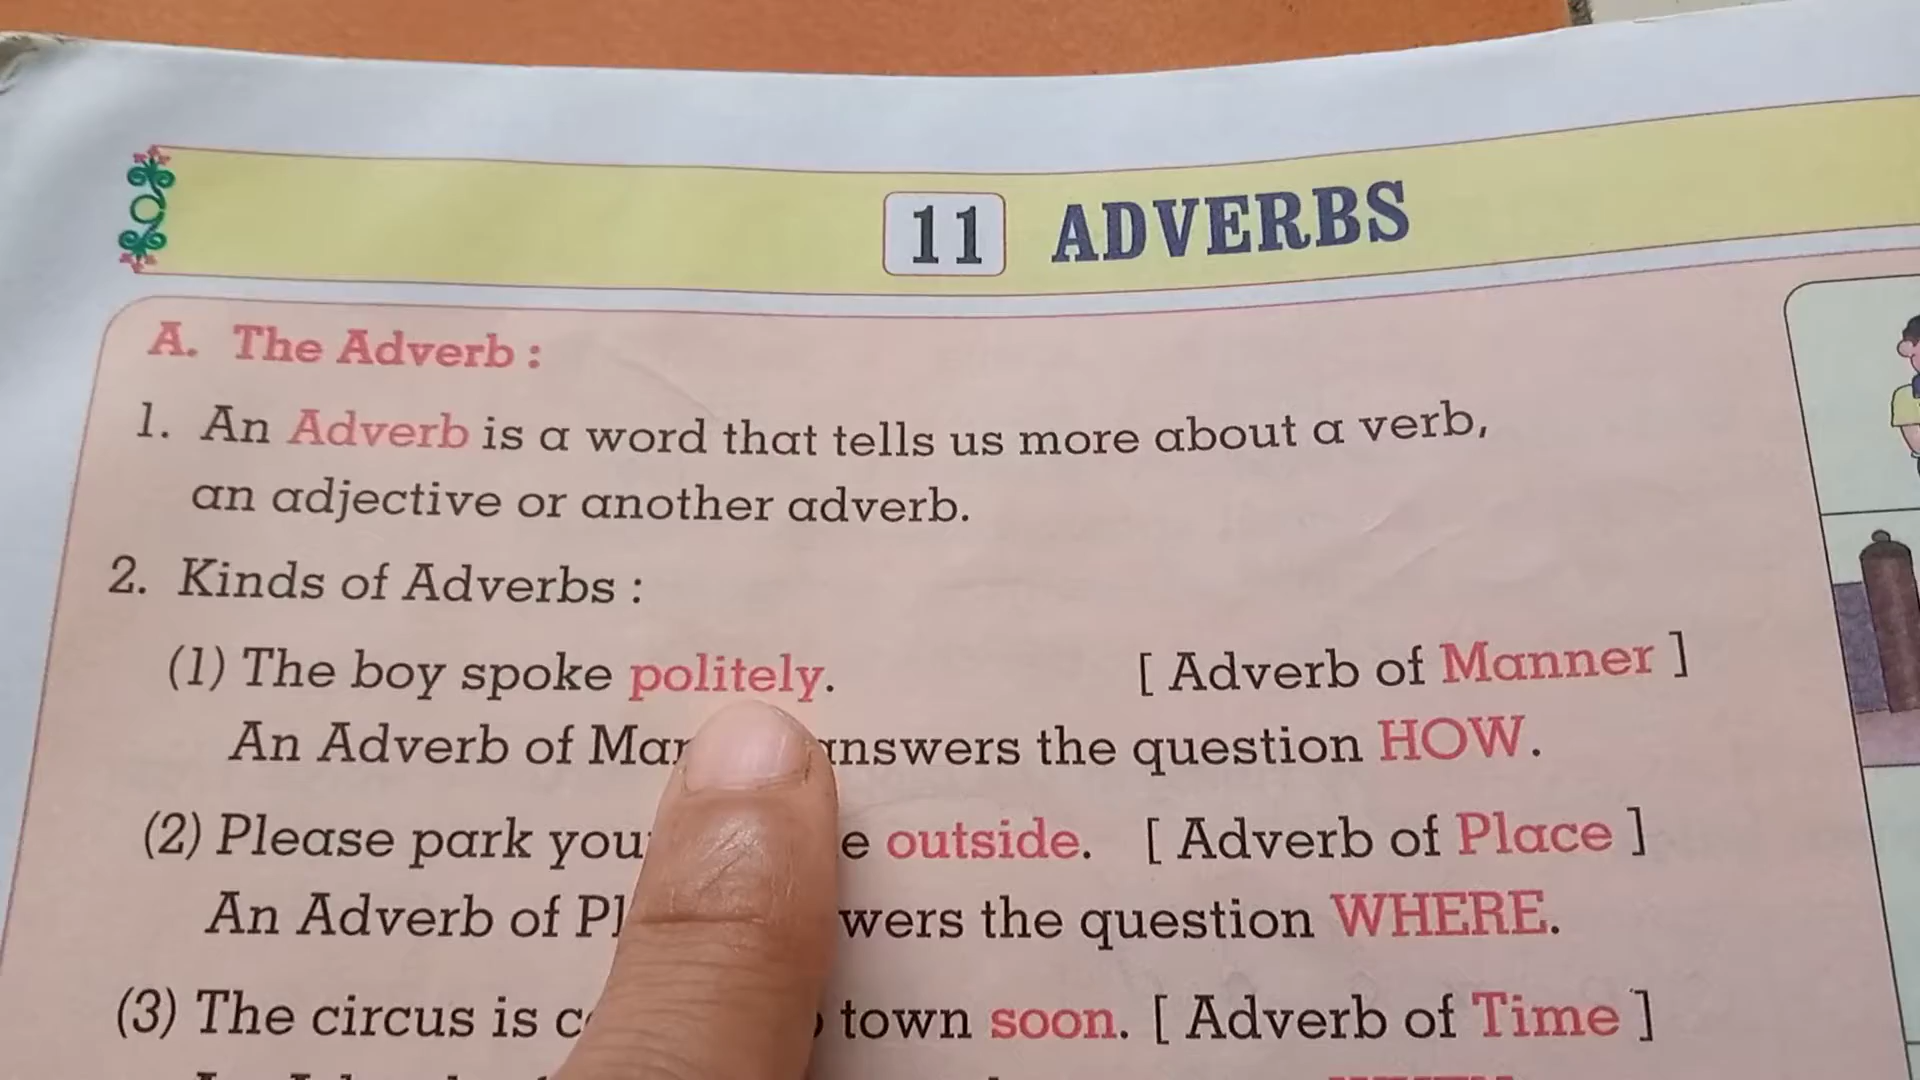 11 ADVERBS
A. The Adverb :
1. An Adverb is a word that tells us more about a verb,
an adjective or another adverb.
2. Kinds of Adverbs :
(1) The boy spoke politely. [ Adverb of Manner ]
An Adverb of answers the question HOW.
(2) Please park outside. [ Adverb of Place ]
An Adverb of the question WHERE.
(3) The circus is town soon. [ Adverb of Time ]